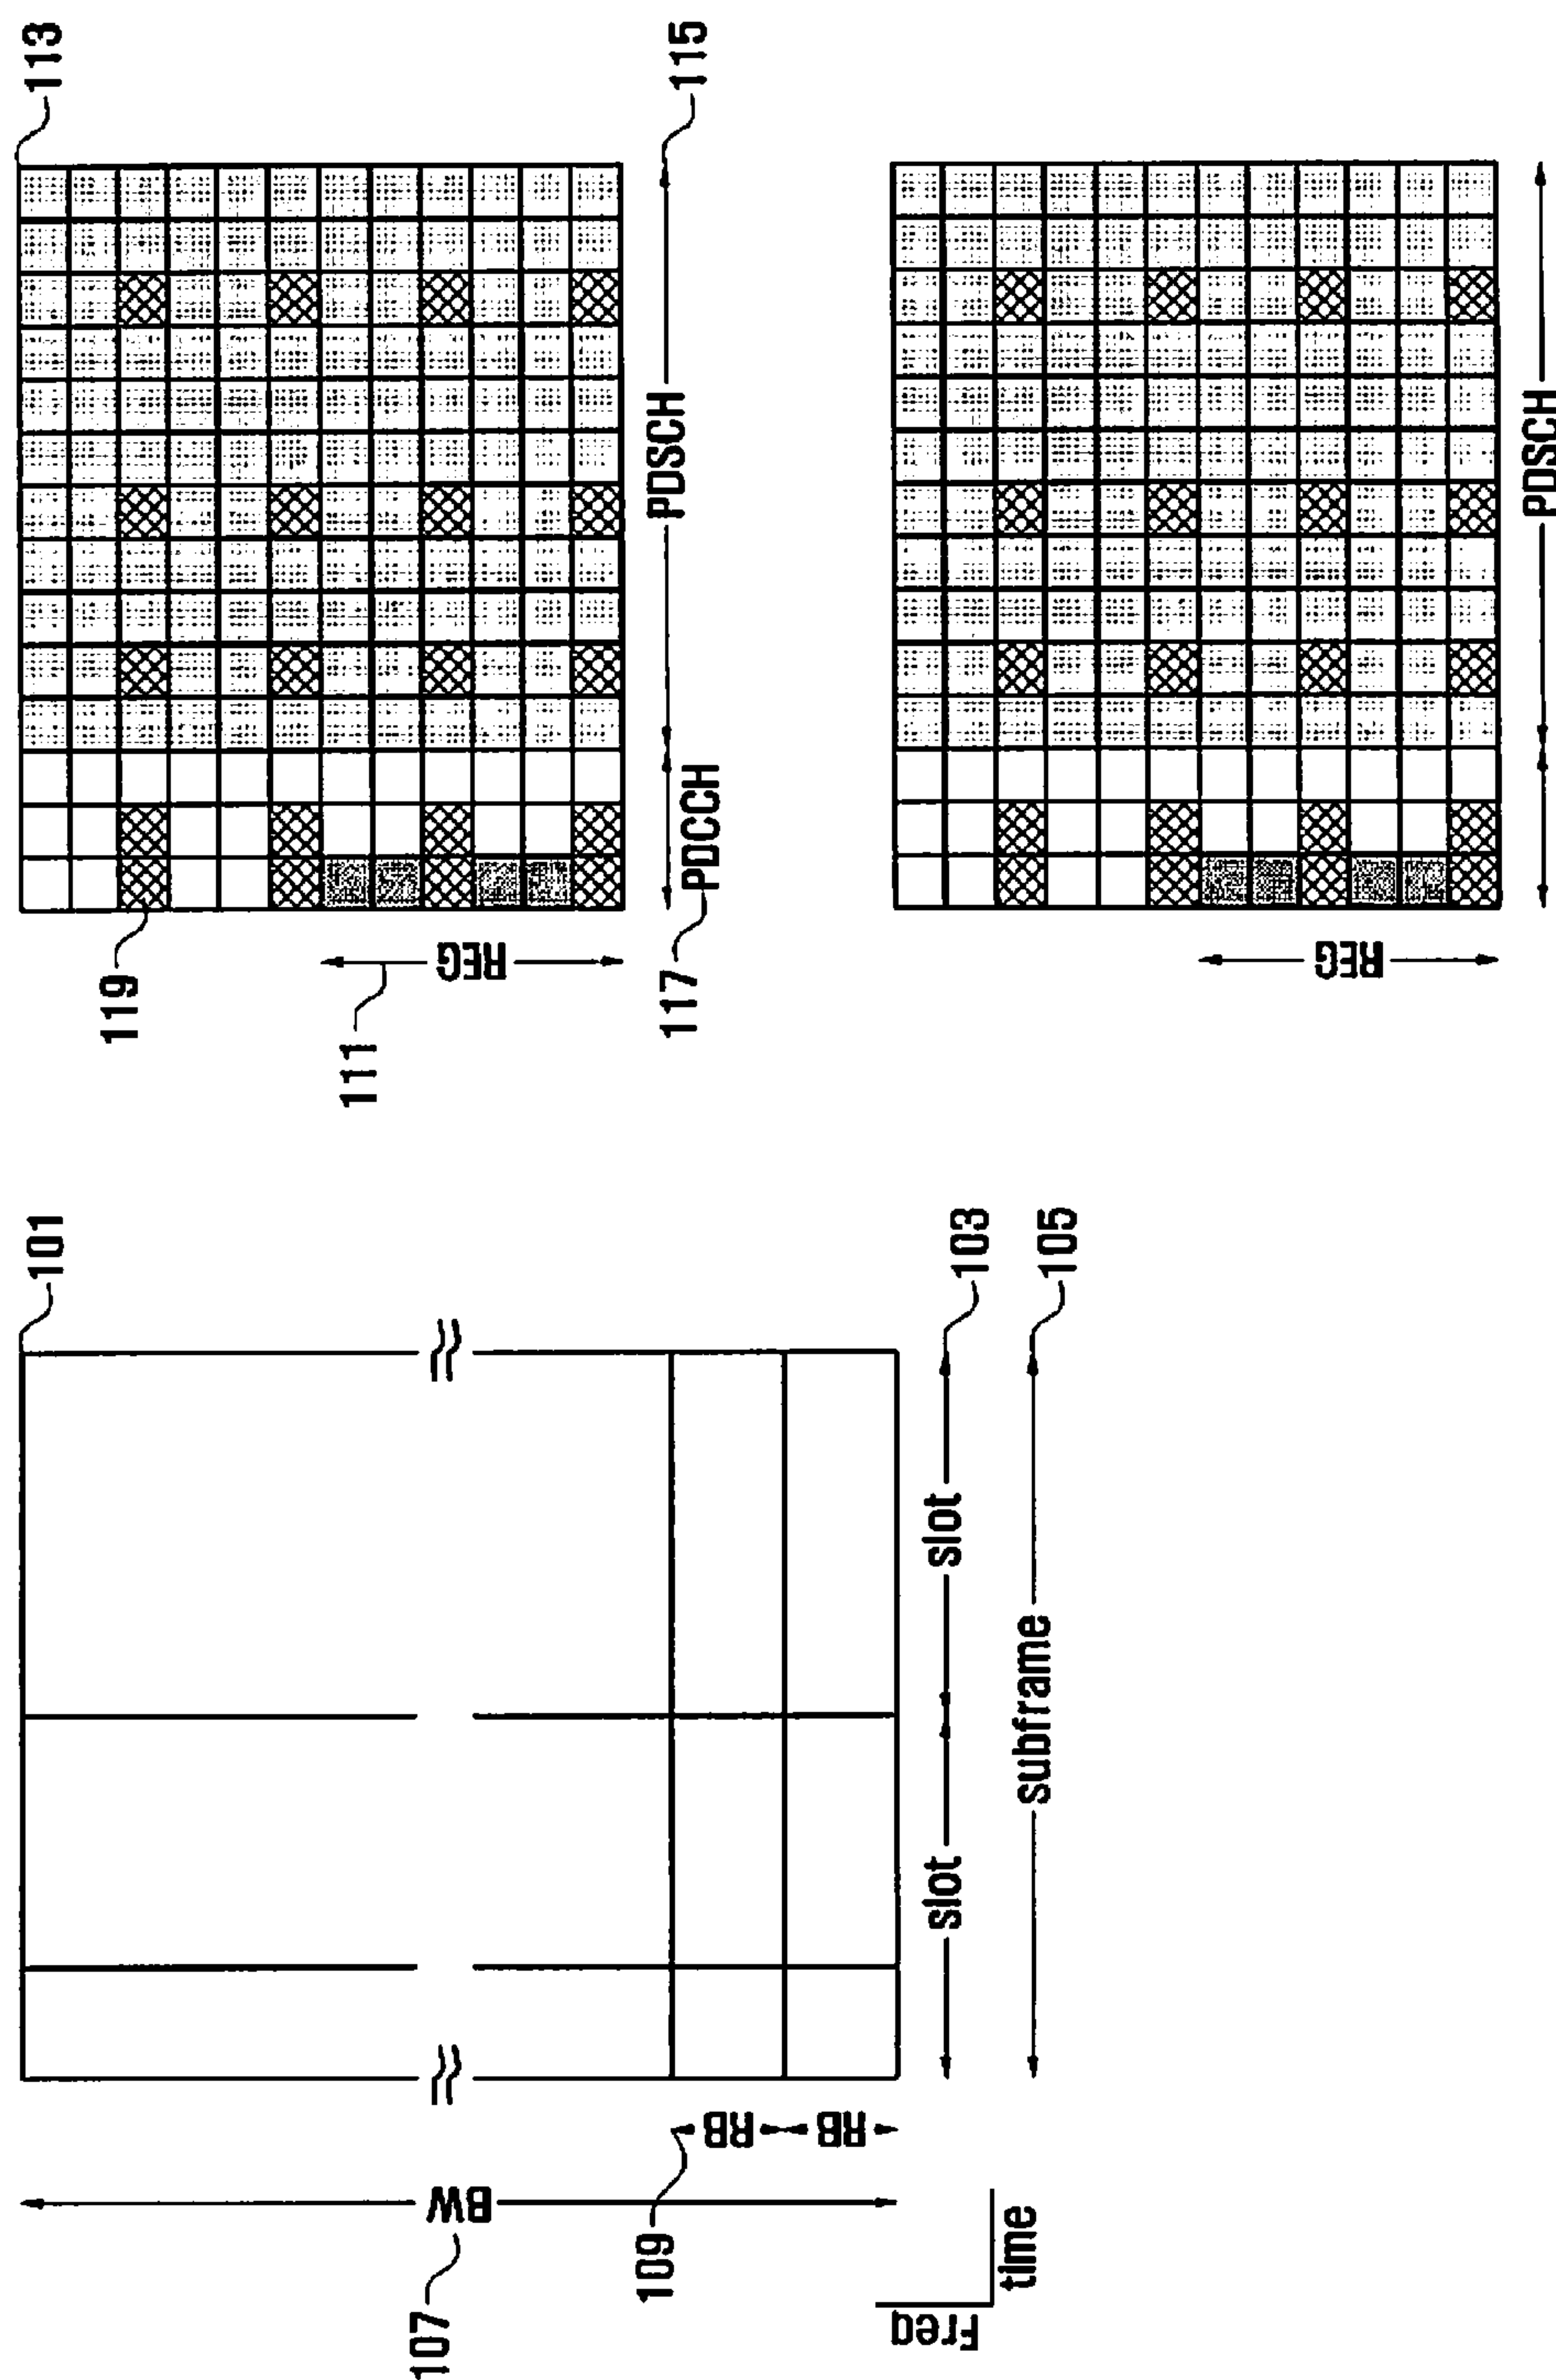 101
BW
107
RB
RB
109
slot
slot
103
subframe
105
Freq
time
113
119
REG
111
PDCCH
117
PDSCH
115
REG
PDSCH